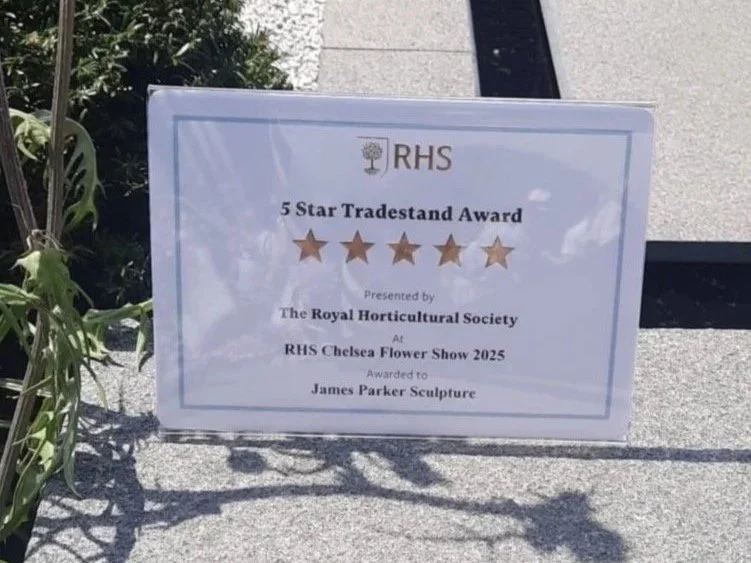 RHS
5 Star Tradestand Award
Presented by
The Royal Horticultural Society
At
RHS Chelsea Flower Show 2025
Awarded to
James Parker Sculpture